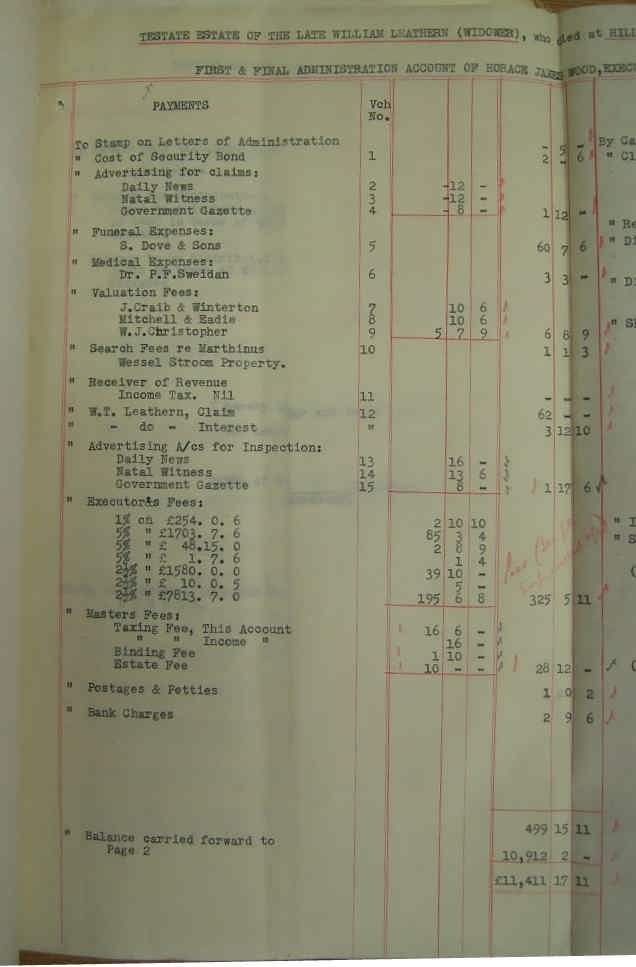 TESTATE ESTATE OF THE LATE WILLIAM LEATHERN (WIDOWER), who died at HILL
FIRST & FINAL ADMINISTRATION ACCOUNT OF HORACE JAMES WOOD, EXEC
PAYMENTS Vch No.
To Stamp on Letters of Administration - 5 - By Ca
" Cost of Security Bond 1 2 - 6 " Cl
" Advertising for claims:
Daily News 2 -12 -
Natal Witness 3 -12 -
Government Gazette 4 - 8 - 1 12 -
" Re
" Funeral Expenses:
S. Dove & Sons 5 60 7 6 " Di
" Medical Expenses:
Dr. P.F.Sweidan 6 3 3 - " Di
" Valuation Fees:
J.Craib & Winterton 7 10 6
Mitchell & Eadie 8 10 6 " Sh
W.J.Christopher 9 5 7 9 6 8 9
" Search Fees re Marthinus 10 1 1 3
Wessel Stroom Property.
" Receiver of Revenue
Income Tax. Nil 11 - - -
" W.T. Leathern, Claim 12 62 - -
" - do - Interest " 3 12 10
" Advertising A/cs for Inspection:
Daily News 13 16 -
Natal Witness 14 13 6
Government Gazette 15 8 - 1 17 6
" Executors Fees: " I
1% on £254. 0. 6 2 10 10
5% " £1703. 7. 6 85 3 4 " S
5% " £ 48.15. 0 2 8 9
5% " £ 1. 7. 6 1 4
2½% " £1580. 0. 0 39 10 - (
2½% " £ 10. 0. 5 5 -
2½% " £7813. 7. 0 195 6 8 325 5 11
" Masters Fees:
Taxing Fee, This Account 16 6 -
" " Income " 16 -
Binding Fee 1 10 -
Estate Fee 10 - - 28 12 - (
" Postages & Petties 1 0 2
" Bank Charges 2 9 6
499 15 11
" Balance carried forward to
Page 2 10,912 2 -
£11,411 17 11